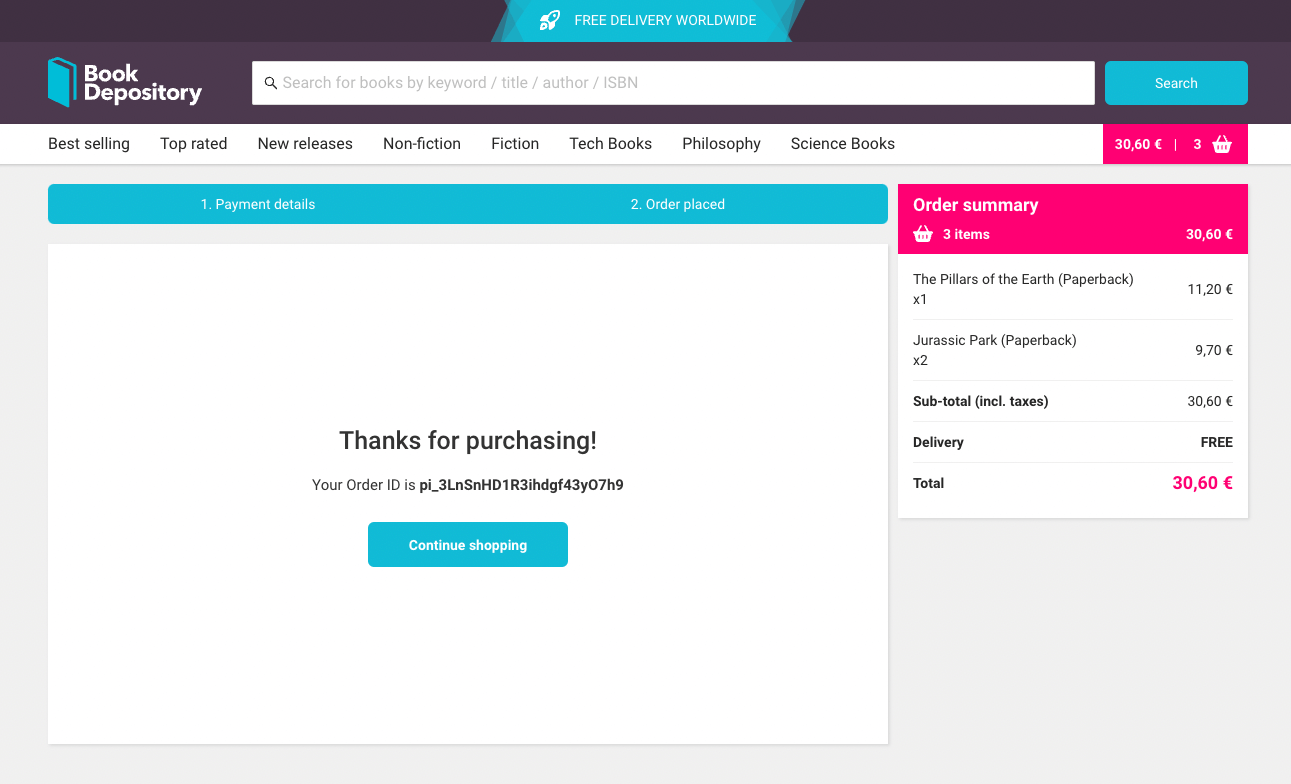 FREE DELIVERY WORLDWIDE
Book
Depository
Search for books by keyword / title / author / ISBN
Search
Best selling Top rated New releases Non-fiction Fiction Tech Books Philosophy Science Books 30,60 € | 3
1. Payment details 2. Order placed
Thanks for purchasing!
Your Order ID is pi_3LnSnHD1R3ihdgf43yO7h9
Continue shopping
Order summary
3 items 30,60 €
The Pillars of the Earth (Paperback)
x1 11,20 €
Jurassic Park (Paperback)
x2 9,70 €
Sub-total (incl. taxes) 30,60 €
Delivery FREE
Total 30,60 €